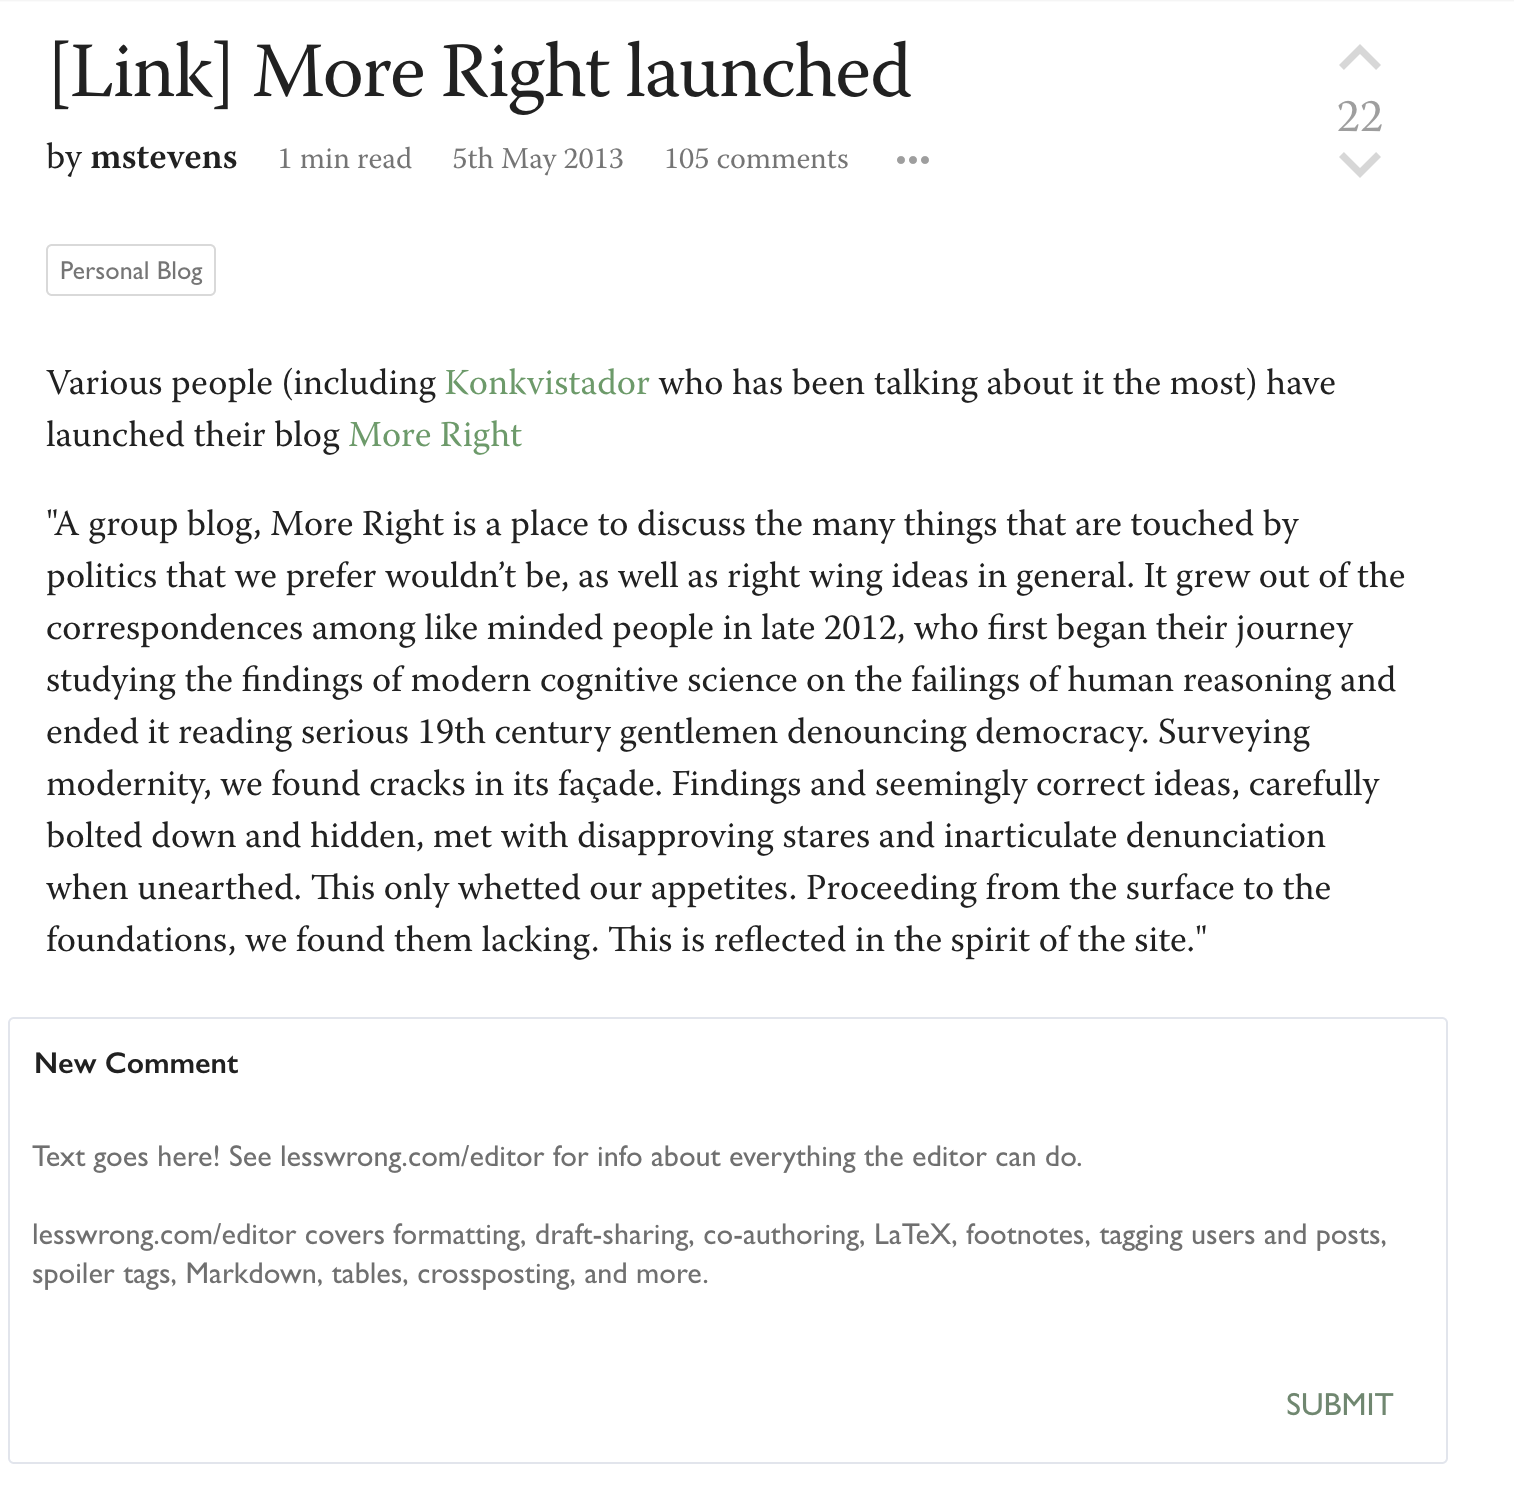 [Link] More Right launched
22
by mstevens 1 min read 5th May 2013 105 comments •••
Personal Blog
Various people (including Konkvistador who has been talking about it the most) have
launched their blog More Right
"A group blog, More Right is a place to discuss the many things that are touched by
politics that we prefer wouldn’t be, as well as right wing ideas in general. It grew out of the
correspondences among like minded people in late 2012, who first began their journey
studying the findings of modern cognitive science on the failings of human reasoning and
ended it reading serious 19th century gentlemen denouncing democracy. Surveying
modernity, we found cracks in its façade. Findings and seemingly correct ideas, carefully
bolted down and hidden, met with disapproving stares and inarticulate denunciation
when unearthed. This only whetted our appetites. Proceeding from the surface to the
foundations, we found them lacking. This is reflected in the spirit of the site."
New Comment
Text goes here! See lesswrong.com/editor for info about everything the editor can do.
lesswrong.com/editor covers formatting, draft-sharing, co-authoring, LaTeX, footnotes, tagging users and posts,
spoiler tags, Markdown, tables, crossposting, and more.
SUBMIT